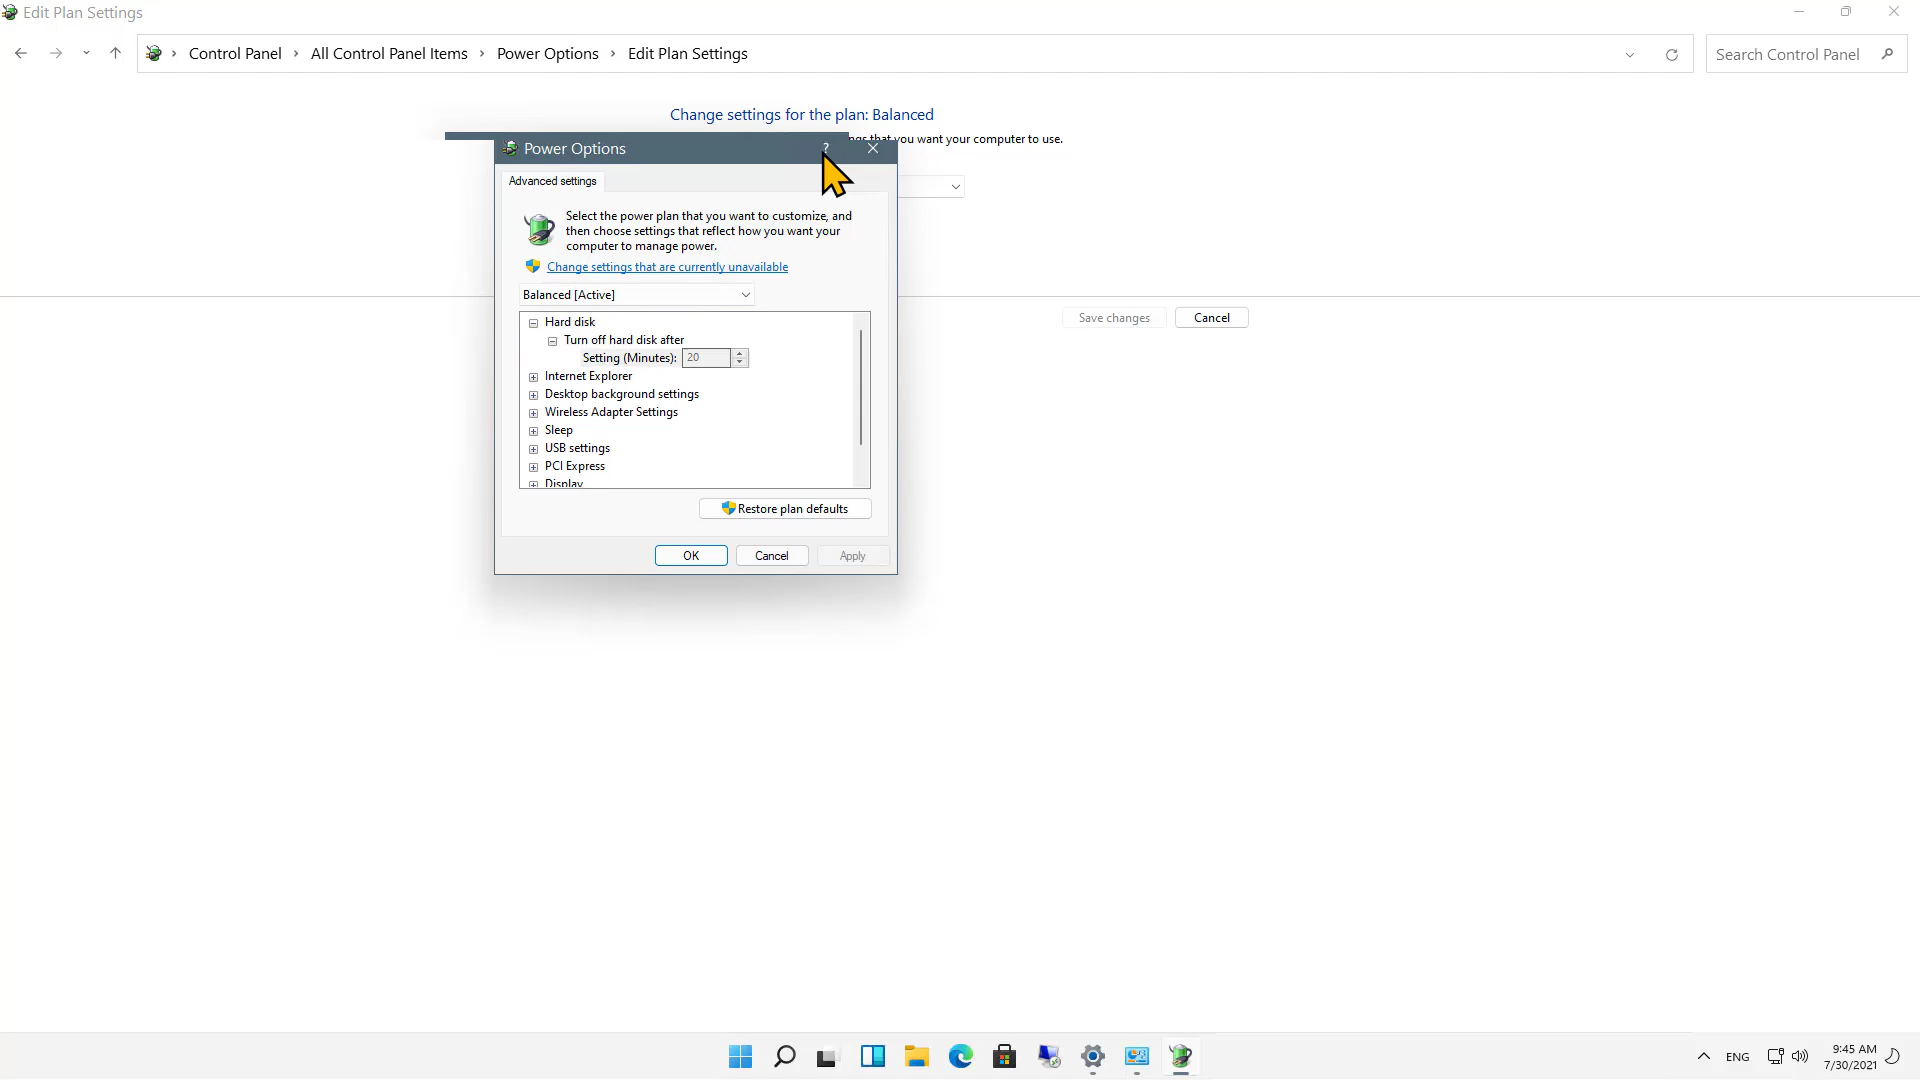 Edit Plan Settings
Control Panel > All Control Panel Items > Power Options > Edit Plan Settings
Search Control Panel
Change settings for the plan: Balanced
that you want your computer to use.
Power Options
?
Advanced settings
Select the power plan that you want to customize, and
then choose settings that reflect how you want your
computer to manage power.
Change settings that are currently unavailable
Balanced [Active]
Hard disk
Turn off hard disk after
Setting (Minutes): 20
Internet Explorer
Desktop background settings
Wireless Adapter Settings
Sleep
USB settings
PCI Express
Display
Restore plan defaults
OK
Cancel
Apply
Save changes
Cancel
ENG
9:45 AM
7/30/2021